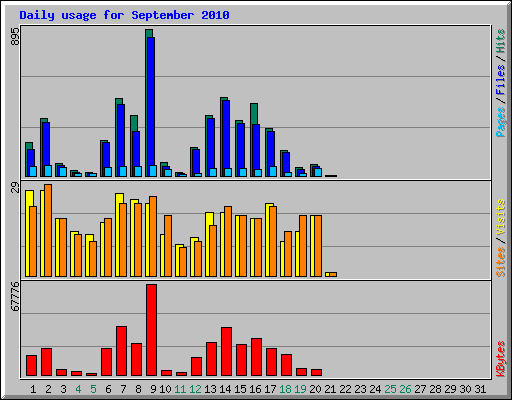 Daily usage for September 2010
895
Pages / Files / Hits
29
Sites / Visits
67776
KBytes
1 2 3 4 5 6 7 8 9 10 11 12 13 14 15 16 17 18 19 20 21 22 23 24 25 26 27 28 29 30 31